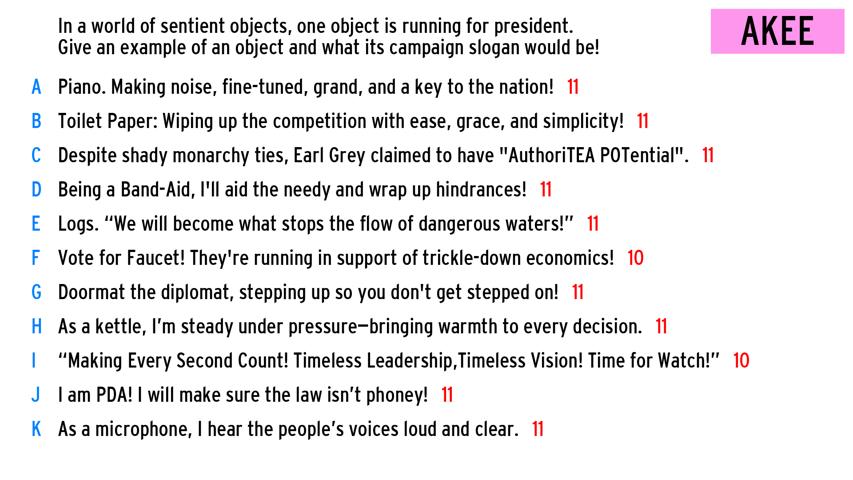 In a world of sentient objects, one object is running for president.
Give an example of an object and what its campaign slogan would be!
AKEE
A Piano. Making noise, fine-tuned, grand, and a key to the nation! 11
B Toilet Paper: Wiping up the competition with ease, grace, and simplicity! 11
C Despite shady monarchy ties, Earl Grey claimed to have "AuthoriTEA POTential". 11
D Being a Band-Aid, I'll aid the needy and wrap up hindrances! 11
E Logs. “We will become what stops the flow of dangerous waters!” 11
F Vote for Faucet! They're running in support of trickle-down economics! 10
G Doormat the diplomat, stepping up so you don't get stepped on! 11
H As a kettle, I’m steady under pressure—bringing warmth to every decision. 11
I “Making Every Second Count! Timeless Leadership,Timeless Vision! Time for Watch!” 10
J I am PDA! I will make sure the law isn’t phoney! 11
K As a microphone, I hear the people’s voices loud and clear. 11